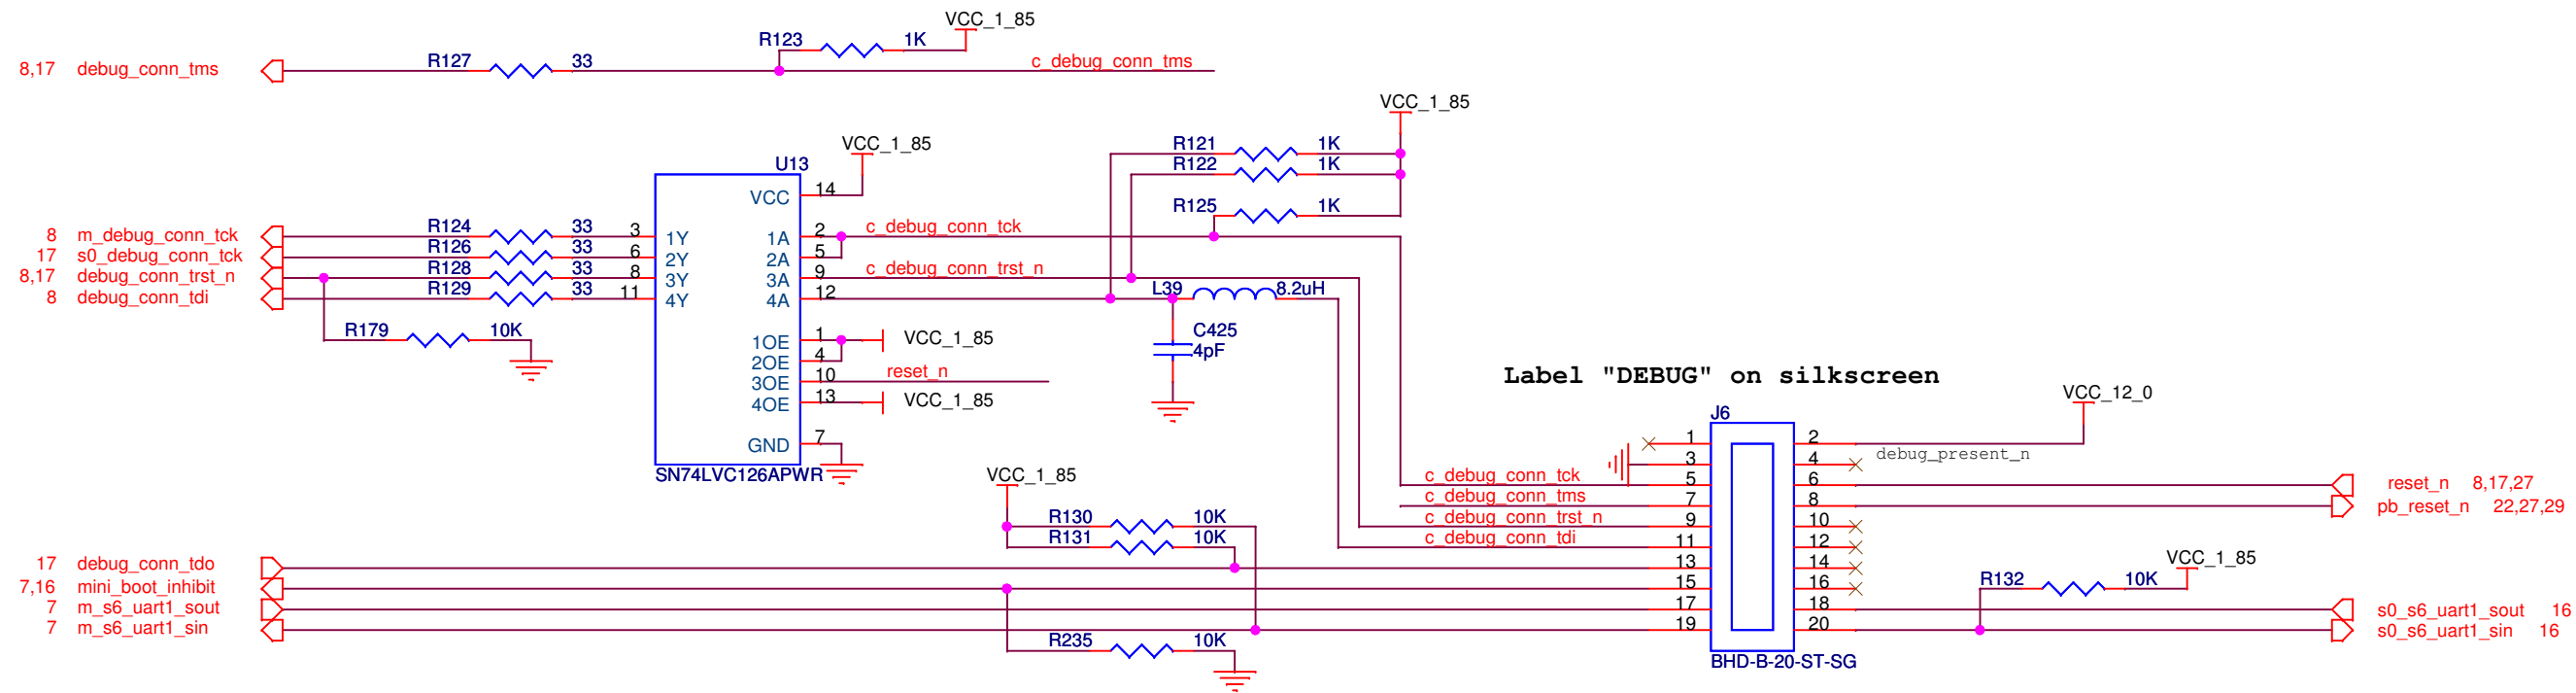 VCC_1_85
R123 1K
8,17 debug_conn_tms R127 33 c_debug_conn_tms
VCC_1_85
VCC_1_85
R121 1K
U13
R122 1K
VCC 14
R125 1K
8 m_debug_conn_tck R124 33 3 1Y 1A 2 c_debug_conn_tck
17 s0_debug_conn_tck R126 33 6 2Y 2A 5
8,17 debug_conn_trst_n R128 33 8 3Y 3A 9 c_debug_conn_trst_n
8 debug_conn_tdi R129 33 11 4Y 4A 12 L39 8.2uH
R179 10K
C425
4pF
1OE 1 VCC_1_85
2OE 4
3OE 10 reset_n
4OE 13 VCC_1_85
GND 7
SN74LVC126APWR
Label "DEBUG" on silkscreen
VCC_12_0
J6
1 2
debug_present_n
3 4
c_debug_conn_tck 5 6 reset_n 8,17,27
c_debug_conn_tms 7 8 pb_reset_n 22,27,29
c_debug_conn_trst_n 9 10
c_debug_conn_tdi 11 12
VCC_1_85
R130 10K
R131 10K
VCC_1_85
17 debug_conn_tdo 13 14
7,16 mini_boot_inhibit 15 16 R132 10K
7 m_s6_uart1_sout 17 18 s0_s6_uart1_sout 16
7 m_s6_uart1_sin 19 20 s0_s6_uart1_sin 16
R235 10K
BHD-B-20-ST-SG